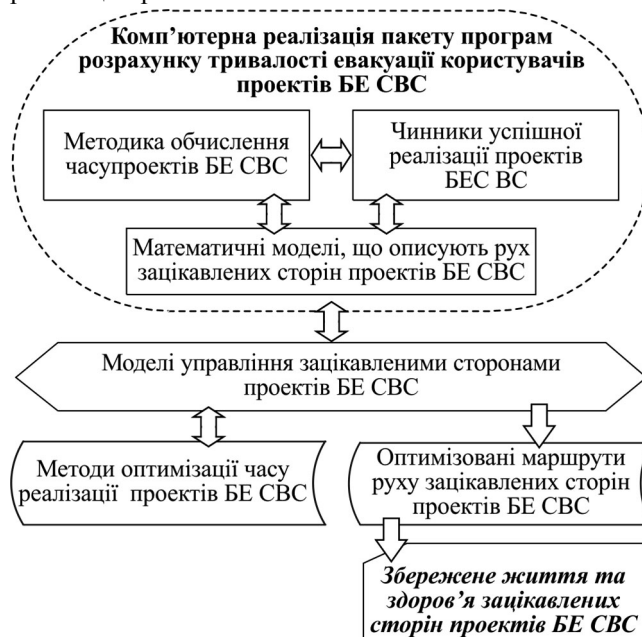 Комп’ютерна реалізація пакету програм
розрахунку тривалості евакуації користувачів
проектів БЕ СВС
Методика обчислення
часупроектів БЕ СВС
Чинники успішної
реалізації проектів
БЕС ВС
Математичні моделі, що описують рух
зацікавлених сторін проектів БЕ СВС
Моделі управління зацікавленими сторонами
проектів БЕ СВС
Методи оптимізації часу
реалізації проектів БЕ СВС
Оптимізовані маршрути
руху зацікавлених сторін
проектів БЕ СВС
Збережене життя та
здоров’я зацікавлених
сторін проектів БЕ СВС